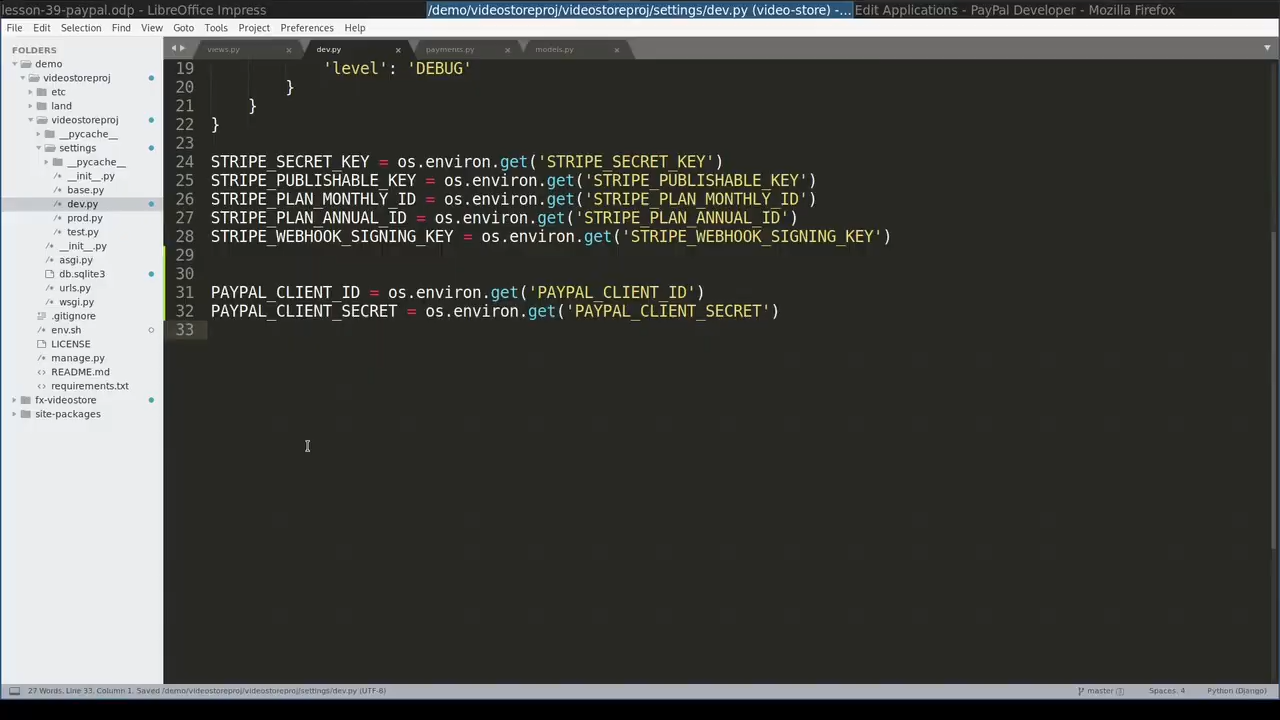 lesson-39-paypal.odp - LibreOffice Impress
/demo/videostoreproj/videostoreproj/settings/dev.py (video-store) -...
Edit Applications - PayPal Developer - Mozilla Firefox
File Edit Selection Find View Goto Tools Project Preferences Help
FOLDERS
demo
videostoreproj
etc
land
videostoreproj
__pycache__
settings
__pycache__
__init__.py
base.py
dev.py
prod.py
test.py
__init__.py
asgi.py
db.sqlite3
urls.py
wsgi.py
.gitignore
env.sh
LICENSE
manage.py
README.md
requirements.txt
fx-videostore
site-packages
views.py
dev.py
payments.py
models.py
19 'level': 'DEBUG'
20 }
21 }
22 }
23
24 STRIPE_SECRET_KEY = os.environ.get('STRIPE_SECRET_KEY')
25 STRIPE_PUBLISHABLE_KEY = os.environ.get('STRIPE_PUBLISHABLE_KEY')
26 STRIPE_PLAN_MONTHLY_ID = os.environ.get('STRIPE_PLAN_MONTHLY_ID')
27 STRIPE_PLAN_ANNUAL_ID = os.environ.get('STRIPE_PLAN_ANNUAL_ID')
28 STRIPE_WEBHOOK_SIGNING_KEY = os.environ.get('STRIPE_WEBHOOK_SIGNING_KEY')
29
30
31 PAYPAL_CLIENT_ID = os.environ.get('PAYPAL_CLIENT_ID')
32 PAYPAL_CLIENT_SECRET = os.environ.get('PAYPAL_CLIENT_SECRET')
33
27 Words, Line 33, Column 1, Saved /demo/videostoreproj/videostoreproj/settings/dev.py (UTF-8)
master
Spaces: 4
Python (Django)